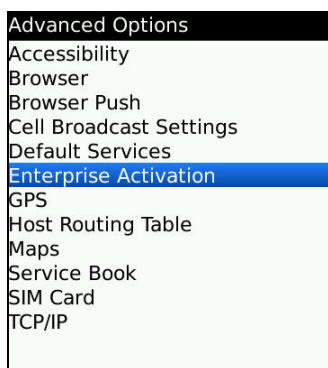 Advanced Options
Accessibility
Browser
Browser Push
Cell Broadcast Settings
Default Services
Enterprise Activation
GPS
Host Routing Table
Maps
Service Book
SIM Card
TCP/IP